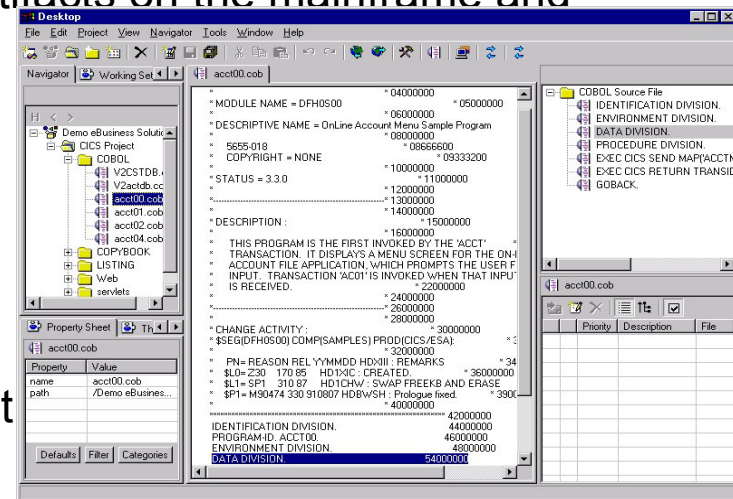 tifacts on the mainframe and
Desktop
File Edit Project View Navigator Tools Window Help
Navigator Working Set
H < >
Demo eBusiness Solutic
CICS Project
COBOL
V2CSTDB.
V2actdb.cc
acct00.cob
acct01.cob
acct02.cob
acct04.cob
COPYBOOK
LISTING
Web
servlets
Property Sheet Th
acct00.cob
Property Value
name acct00.cob
path /Demo eBusines...
Defaults Filter Categories
t
acct00.cob
* * 04000000
* MODULE NAME = DFH0S00 * 05000000
* * 06000000
* DESCRIPTIVE NAME = OnLine Account Menu Sample Program
* * 08000000
* 5655-018 * 08666600
* COPYRIGHT = NONE * 09333200
* * 10000000
* STATUS = 3.3.0 * 11000000
* * 12000000
*-----------------------------------------------------------* 13000000
* * 14000000
* DESCRIPTION : * 15000000
* * 16000000
* THIS PROGRAM IS THE FIRST INVOKED BY THE 'ACCT' *
* TRANSACTION. IT DISPLAYS A MENU SCREEN FOR THE ON-
* ACCOUNT FILE APPLICATION, WHICH PROMPTS THE USER F
* INPUT. TRANSACTION 'AC01' IS INVOKED WHEN THAT INPU
* IS RECEIVED. * 22000000
* * 24000000
*-----------------------------------------------------------* 26000000
* * 28000000
* CHANGE ACTIVITY : * 30000000
* $SEG(DFH0S00) COMP(SAMPLES) PROD(CICS/ESA):
* * 32000000
* PN= REASON REL YYMMDD HDXIII : REMARKS * 34
* $L0= Z30 170 85 HD1XIC : CREATED. * 36000000
* $L1= SP1 310 87 HD1CHW : SWAP FREEKB AND ERASE
* $P1= M90474 330 910807 HDBWSH : Prologue fixed. * 3900
* * 40000000
************************************************************ 42000000
IDENTIFICATION DIVISION. 44000000
PROGRAM-ID. ACCT00. 46000000
ENVIRONMENT DIVISION. 48000000
DATA DIVISION. 54000000
COBOL Source File
IDENTIFICATION DIVISION.
ENVIRONMENT DIVISION.
DATA DIVISION.
PROCEDURE DIVISION.
EXEC CICS SEND MAP('ACCTM
EXEC CICS RETURN TRANSID
GOBACK.
acct00.cob
Priority Description File